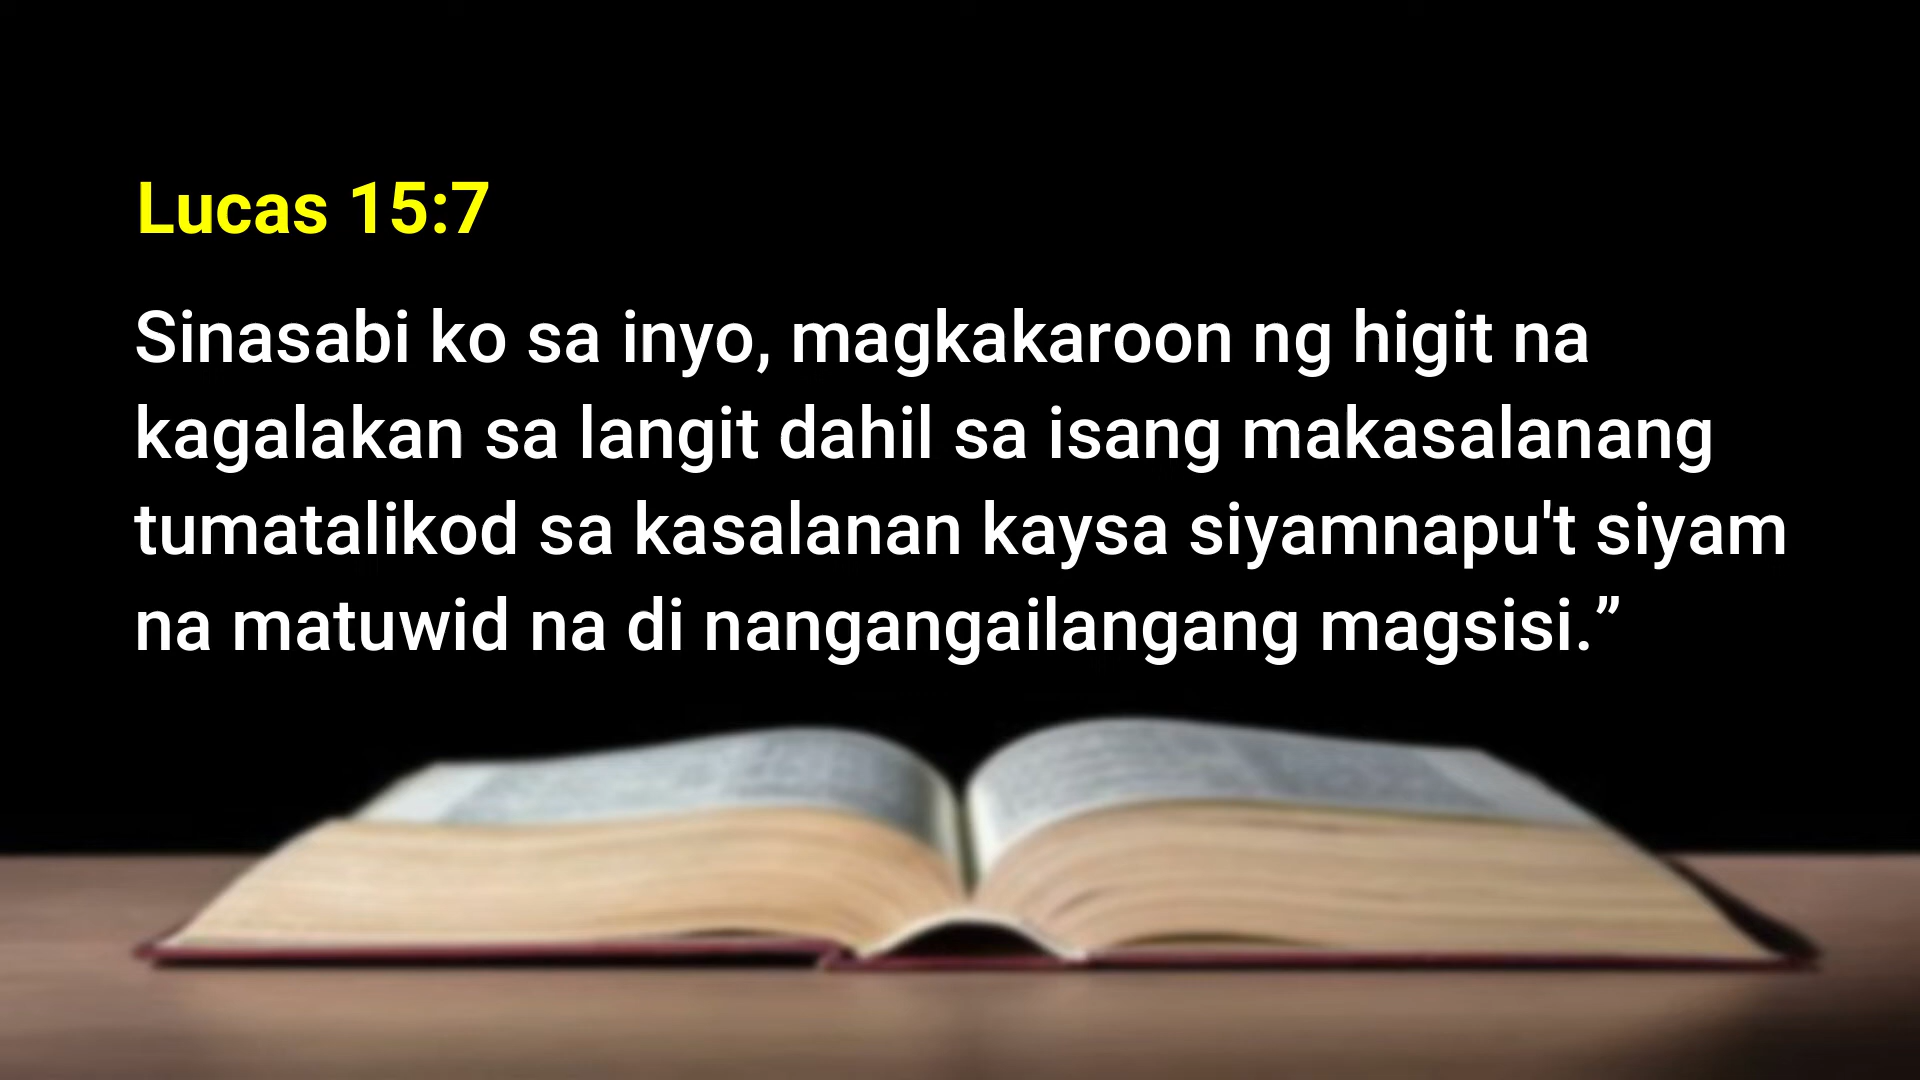 Lucas 15:7
Sinasabi ko sa inyo, magkakaroon ng higit na
kagalakan sa langit dahil sa isang makasalanang
tumatalikod sa kasalanan kaysa siyamnapu't siyam
na matuwid na di nangangailangang magsisi.”